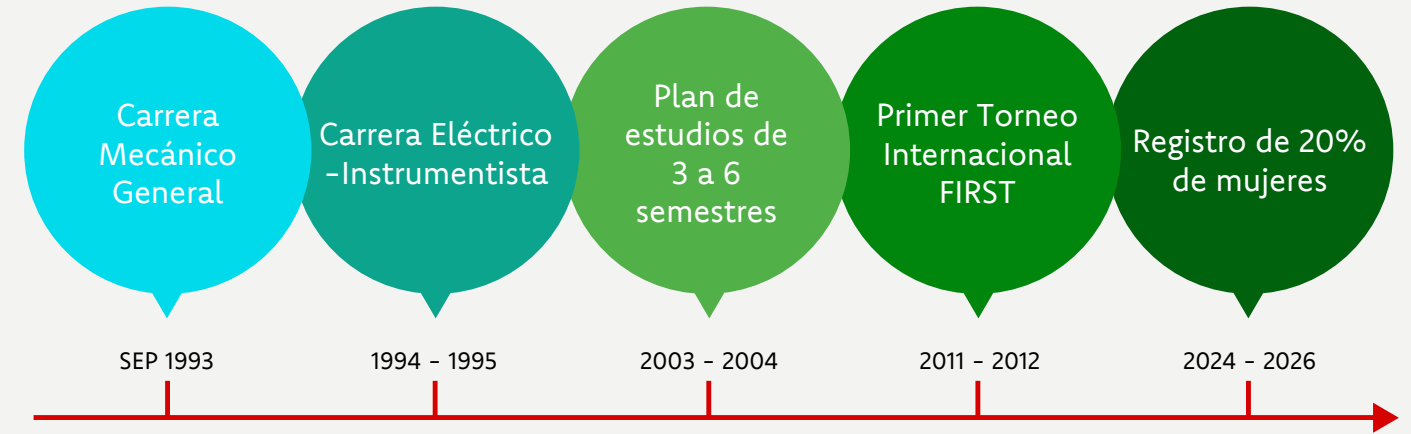 Carrera
Mecánico
General
Carrera Eléctrico
-Instrumentista
Plan de
estudios de
3 a 6
semestres
Primer Torneo
Internacional
FIRST
Registro de 20%
de mujeres
SEP 1993
1994 - 1995
2003 - 2004
2011 - 2012
2024 - 2026